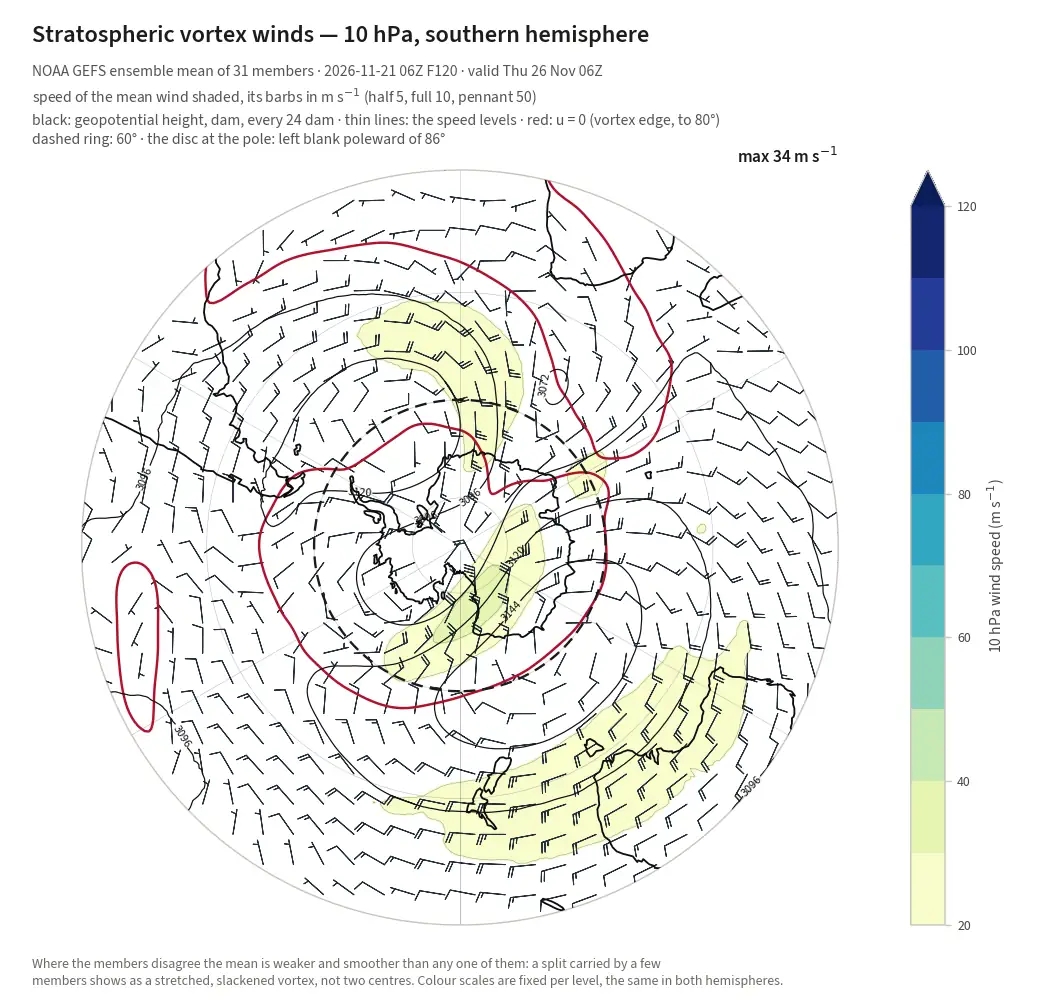 Stratospheric vortex winds — 10 hPa, southern hemisphere
NOAA GEFS ensemble mean of 31 members · 2026-11-21 06Z F120 · valid Thu 26 Nov 06Z
speed of the mean wind shaded, its barbs in m s⁻¹ (half 5, full 10, pennant 50)
black: geopotential height, dam, every 24 dam · thin lines: the speed levels · red: u = 0 (vortex edge, to 80°)
dashed ring: 60° · the disc at the pole: left blank poleward of 86°
max 34 m s⁻¹
120
100
80
60
40
20
10 hPa wind speed (m s⁻¹)
3072
3096
3096
3120
3144
3096
3096
Where the members disagree the mean is weaker and smoother than any one of them: a split carried by a few
members shows as a stretched, slackened vortex, not two centres. Colour scales are fixed per level, the same in both hemispheres.